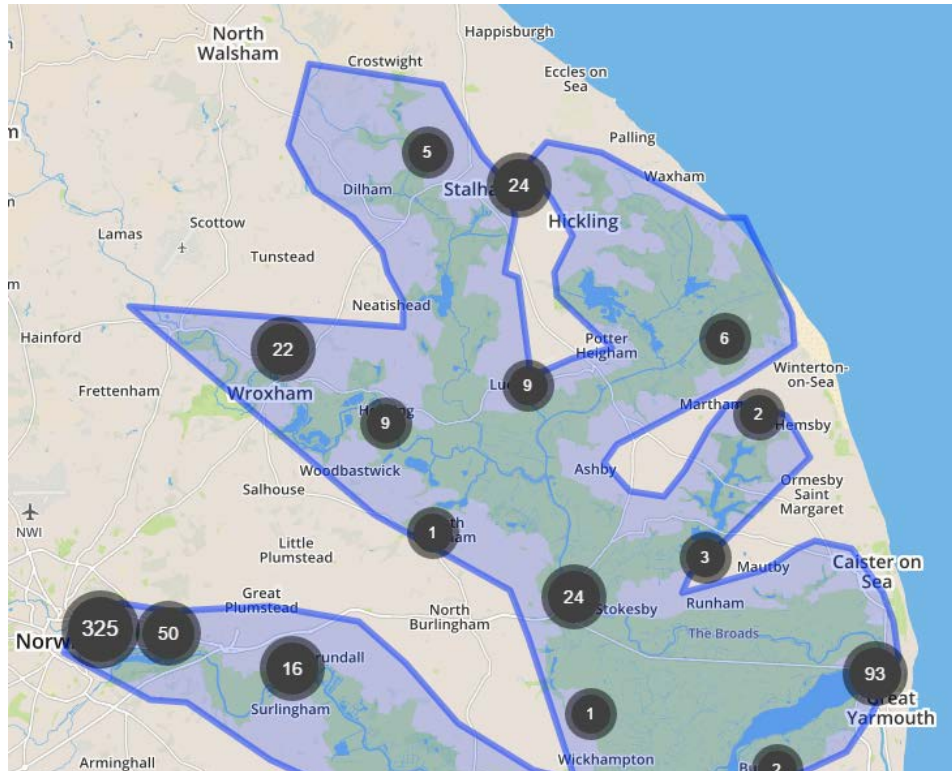 North
Walsham
Happisburgh
Crostwight
Eccles on
Sea
Palling
5
Dilham
Stalha
24
Waxham
Hickling
Scottow
Lamas
Tunstead
Neatishead
Hainford
22
Potter
Heigham
6
Winterton-
on-Sea
Frettenham
Wroxham
9
9
Martham
2
Hemsby
Woodbastwick
Ashby
Salhouse
Ormesby
Saint
Margaret
NWI
Little
Plumstead
1
3
Mautby
Caister on
Sea
Great
Plumstead
24
Stokesby
Runham
North
Burlingham
The Broads
325
50
Norw
16
rundall
93
Great
Yarmouth
Surlingham
1
Wickhampton
Arminghall
2